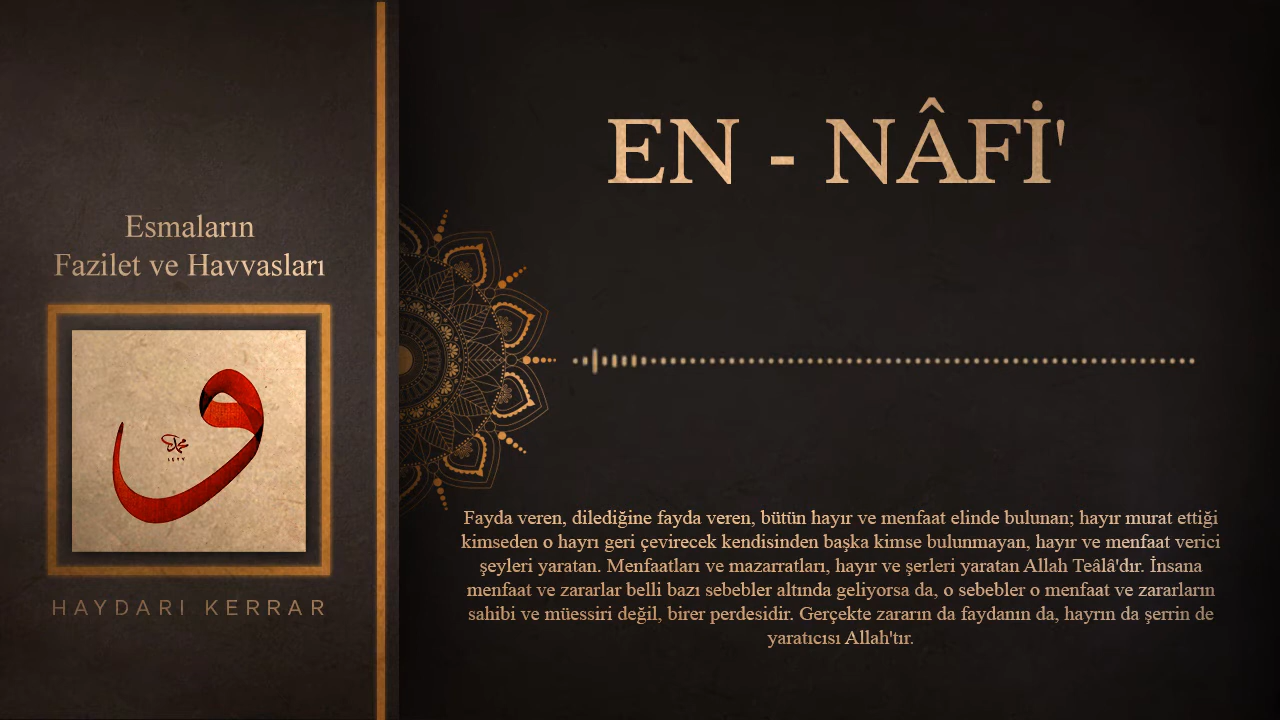 Esmaların
Fazilet ve Havvasları
و
محمد
١٤٢٢
HAYDARI KERRAR
EN - NÂFİ'
Fayda veren, dilediğine fayda veren, bütün hayır ve menfaat elinde bulunan; hayır murat ettiği
kimseden o hayrı geri çevirecek kendisinden başka kimse bulunmayan, hayır ve menfaat verici
şeyleri yaratan. Menfaatları ve mazarratları, hayır ve şerleri yaratan Allah Teâlâ'dır. İnsana
menfaat ve zararlar belli bazı sebebler altında geliyorsa da, o sebebler o menfaat ve zararların
sahibi ve müessiri değil, birer perdesidir. Gerçekte zararın da faydanın da, hayrın da şerrin de
yaratıcısı Allah'tır.